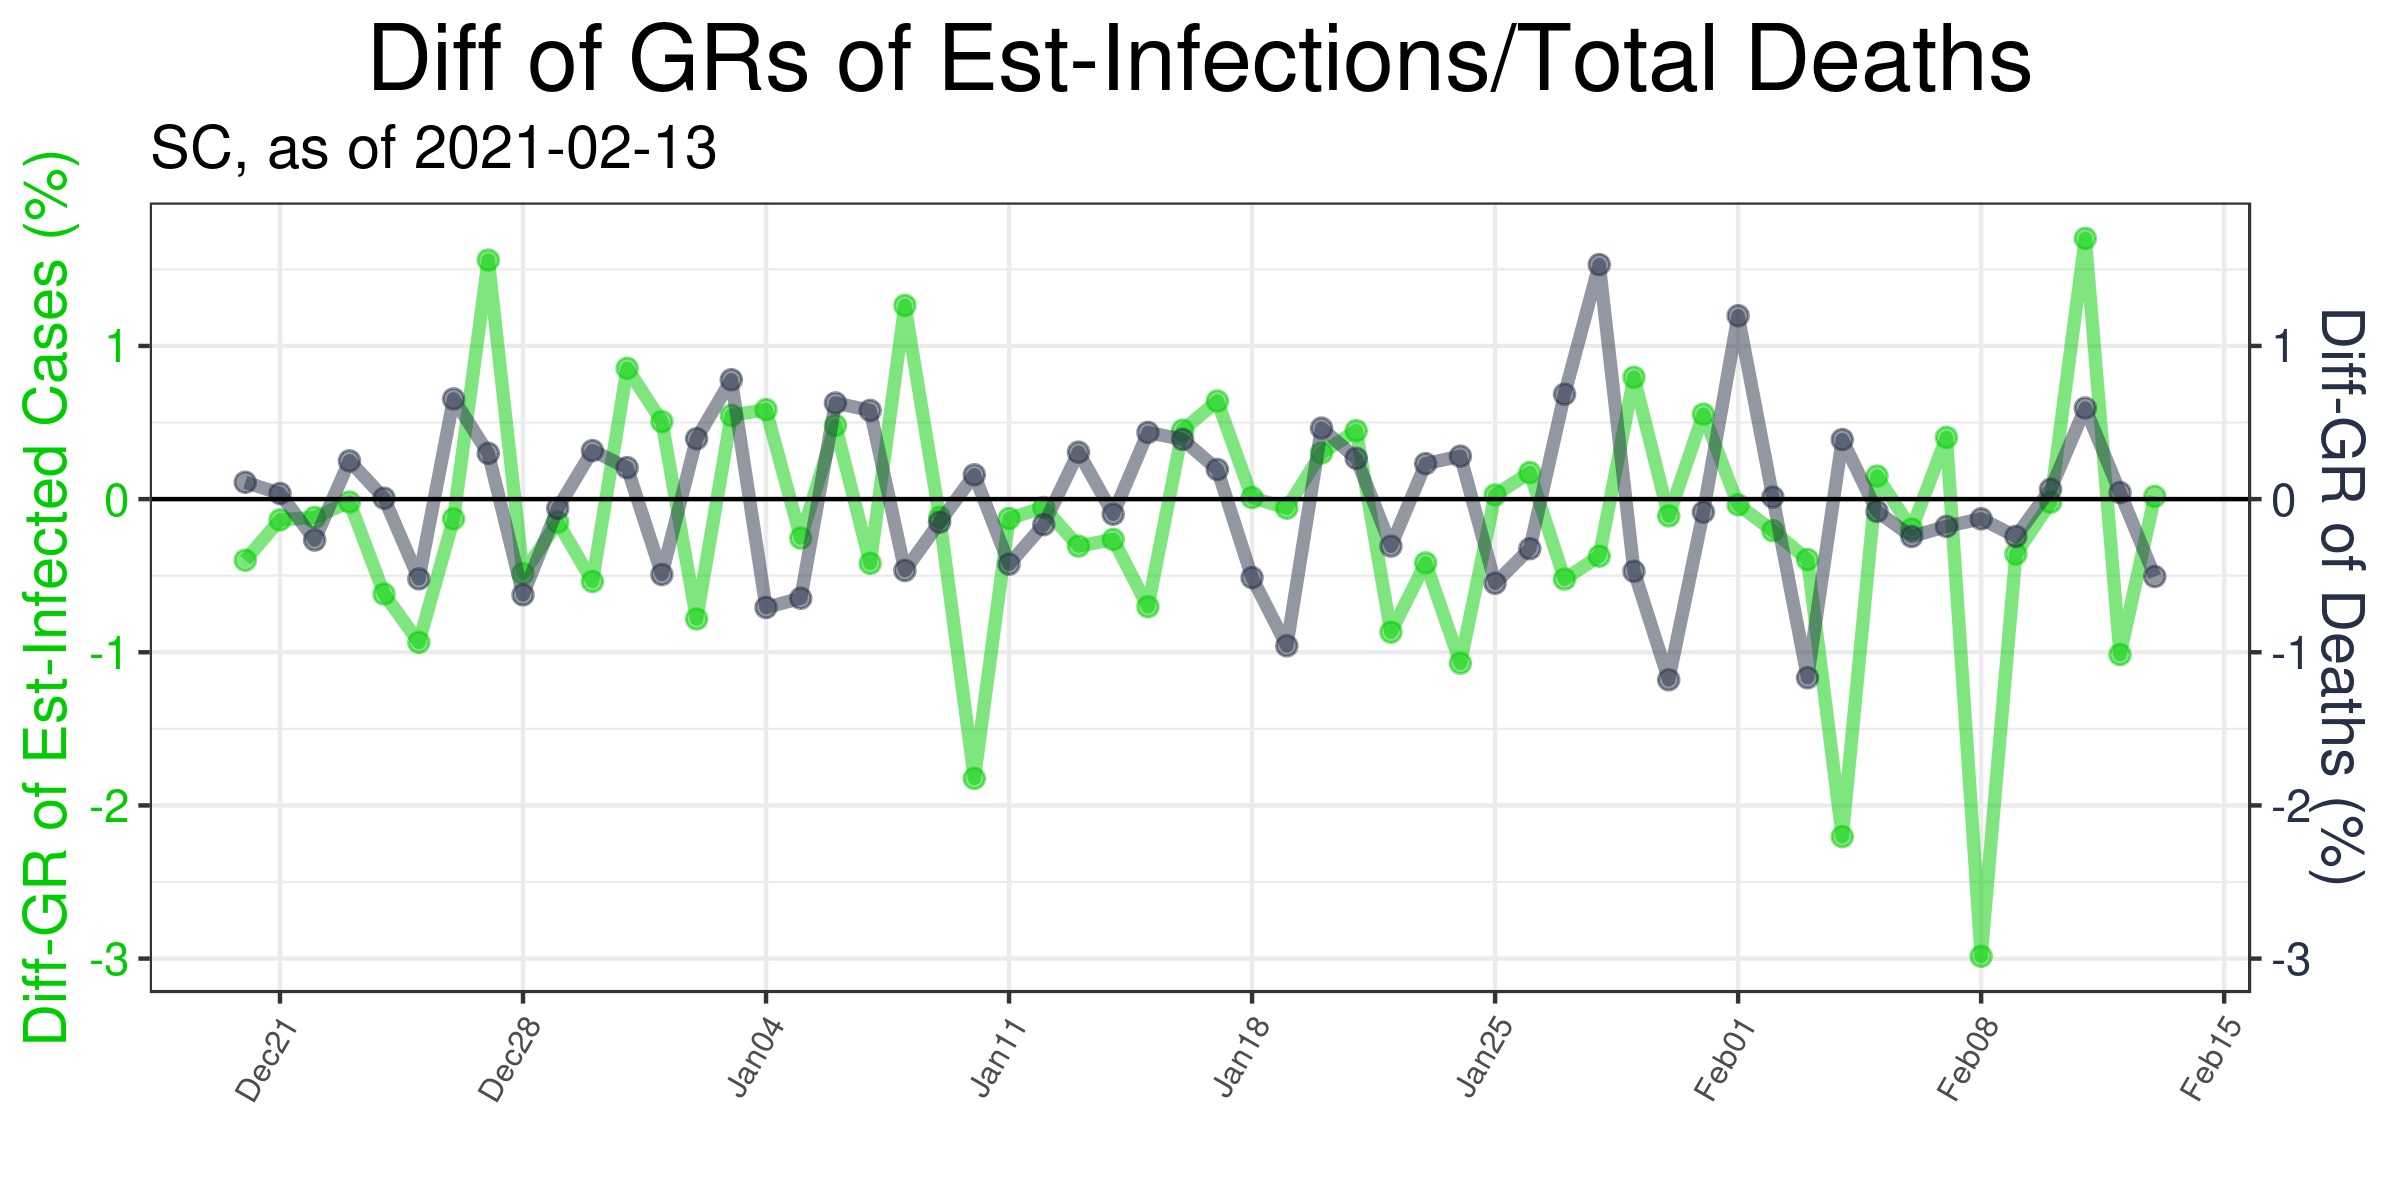 Diff of GRs of Est-Infections/Total Deaths
SC, as of 2021-02-13
Diff-GR of Est-Infected Cases (%)
1
0
-1
-2
-3
1
0
-1
-2
-3
Diff-GR of Deaths (%)
Dec21
Dec28
Jan04
Jan11
Jan18
Jan25
Feb01
Feb08
Feb15